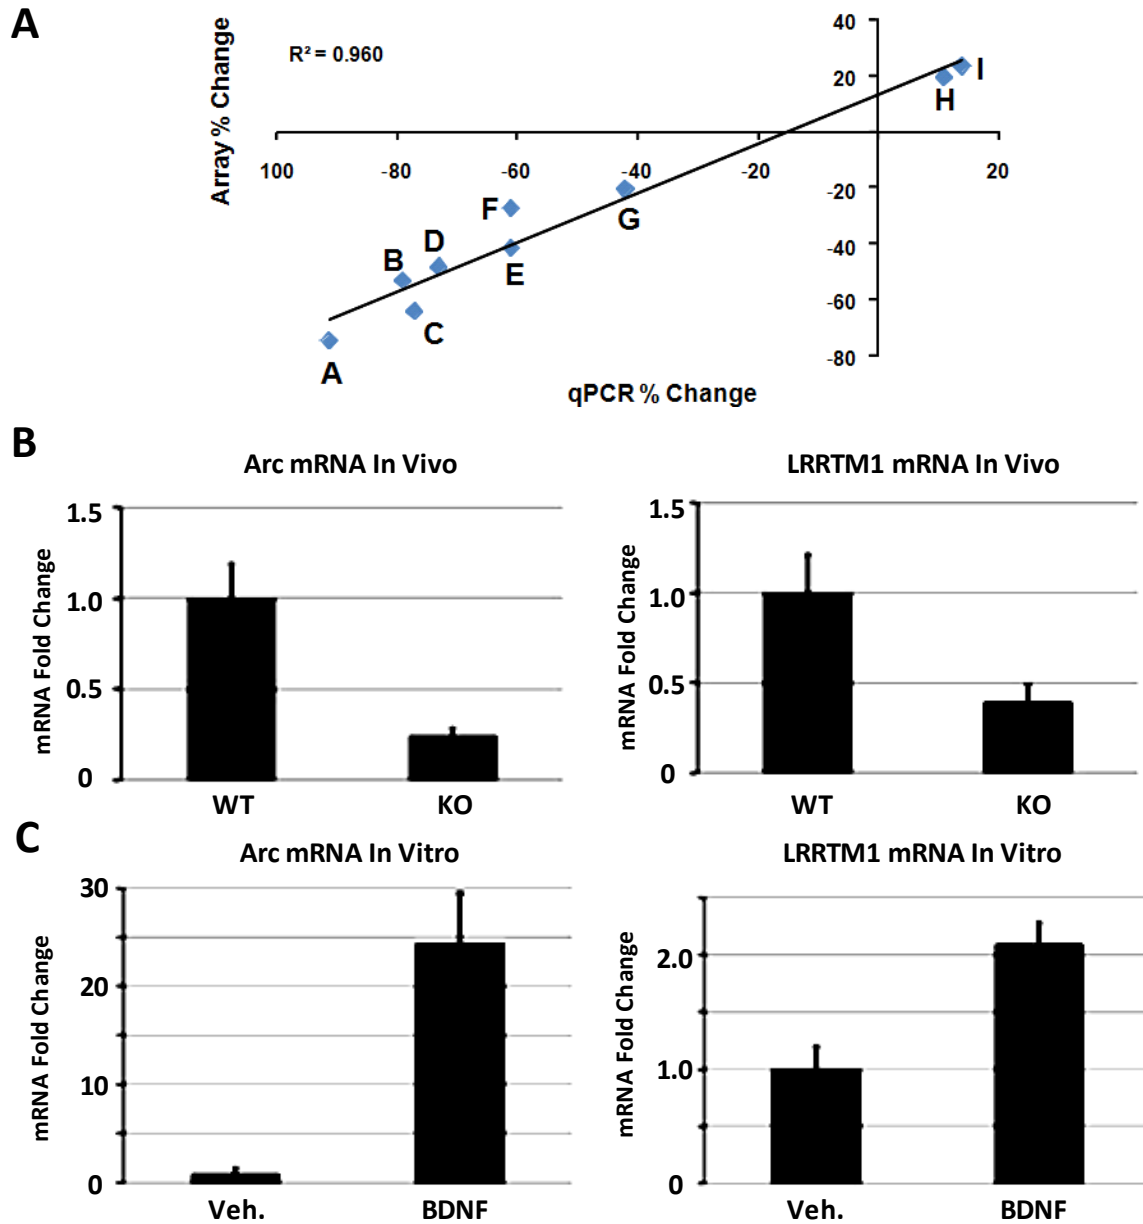 A
R² = 0.960
Array % Change
40
20
I
H
100
-80
-60
-40
-20
20
F
G
-20
D
B
E
-40
C
-60
A
-80
qPCR % Change
B
Arc mRNA In Vivo
LRRTM1 mRNA In Vivo
mRNA Fold Change
1.5
1.0
0.5
0
WT
KO
mRNA Fold Change
1.5
1.0
0.5
0
WT
KO
C
Arc mRNA In Vitro
LRRTM1 mRNA In Vitro
mRNA Fold Change
30
20
10
0
Veh.
BDNF
mRNA Fold Change
2.0
1.0
0
Veh.
BDNF